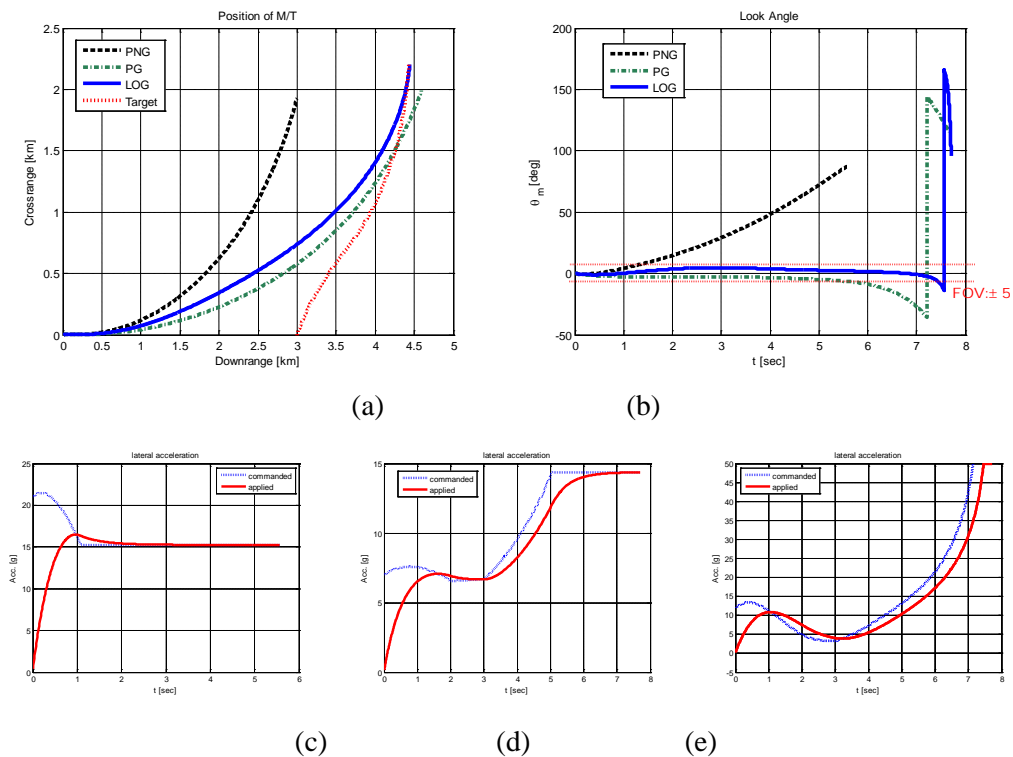 Position of M/T
2.5
2
1.5
1
0.5
0
Crossrange [km]
PNG
PG
LOG
Target
0 0.5 1 1.5 2 2.5 3 3.5 4 4.5 5
Downrange [km]
(a)
Look Angle
200
150
100
50
0
-50
θ m [deg]
PNG
PG
LOG
FOV:± 5
0 1 2 3 4 5 6 7 8
t [sec]
(b)
lateral acceleration
25
20
15
10
5
0
Acc. [g]
commanded
applied
0 1 2 3 4 5 6
t [sec]
(c)
lateral acceleration
15
10
5
0
Acc. [g]
commanded
applied
0 1 2 3 4 5 6 7 8
t [sec]
(d)
lateral acceleration
50
45
40
35
30
25
20
15
10
5
0
-5
Acc. [g]
commanded
applied
0 1 2 3 4 5 6 7 8
t [sec]
(e)